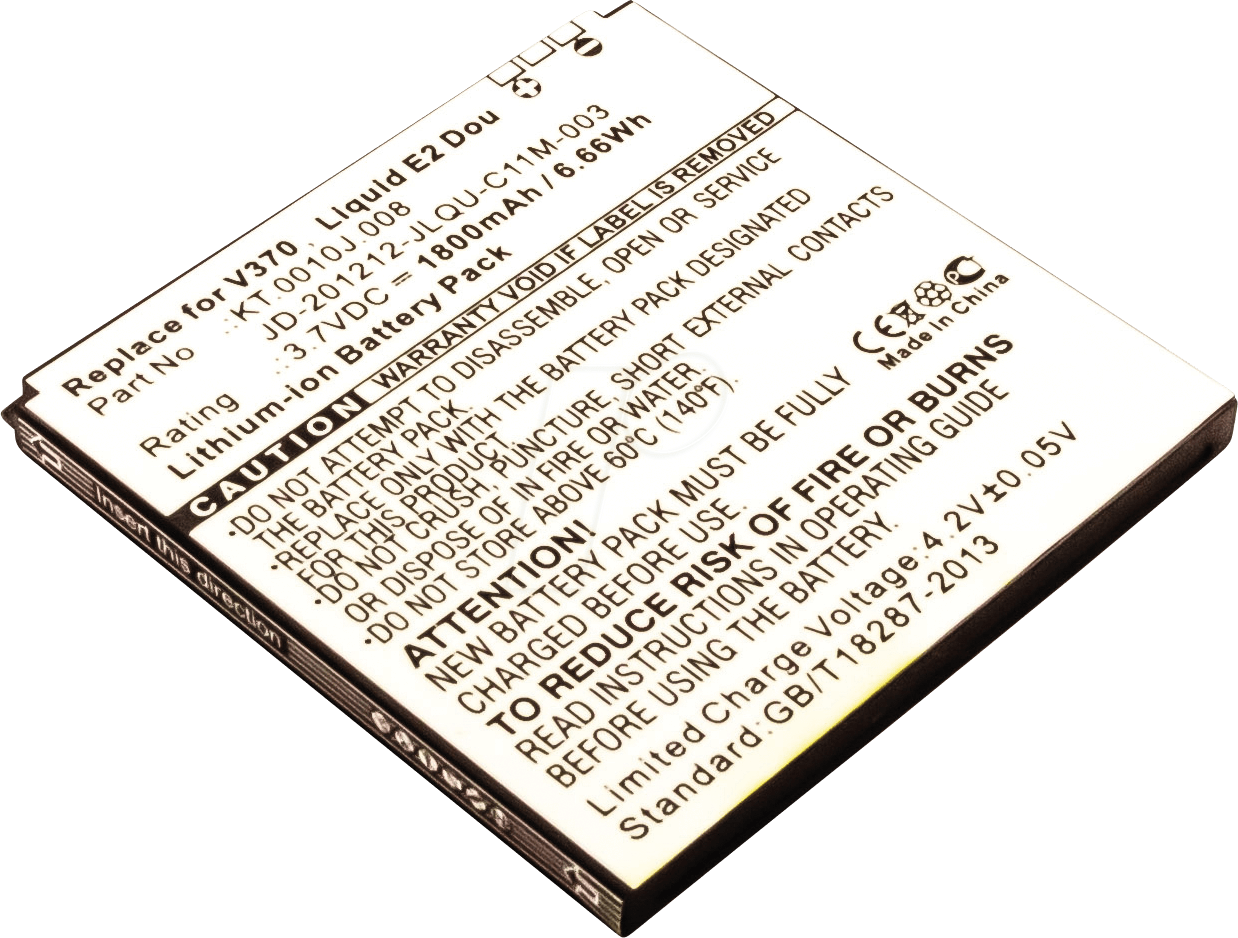 Replace for V370 , Liquid E2 Dou
Part No :KT.0010J.008
JD-201212-JLQU-C11M-003
Rating :3.7VDC = 1800mAh / 6.66Wh
Lithium-ion Battery Pack
CAUTION WARRANTY VOID IF LABEL IS REMOVED
·DO NOT ATTEMPT TO DISASSEMBLE, OPEN OR SERVICE
THE BATTERY PACK.
·REPLACE ONLY WITH THE BATTERY PACK DESIGNATED
FOR THIS PRODUCT.
·DO NOT CRUSH, PUNCTURE, SHORT EXTERNAL CONTACTS
OR DISPOSE OF IN FIRE OR WATER.
·DO NOT STORE ABOVE 60°C (140°F).
ATTENTION!
NEW BATTERY PACK MUST BE FULLY
CHARGED BEFORE USE.
CE
Made in China
TO REDUCE RISK OF FIRE OR BURNS
READ INSTRUCTIONS IN OPERATING GUIDE
BEFORE USING THE BATTERY.
Limited Charge Voltage:4.2V±0.05V
Standard:GB/T18287-2013
Insert this direction